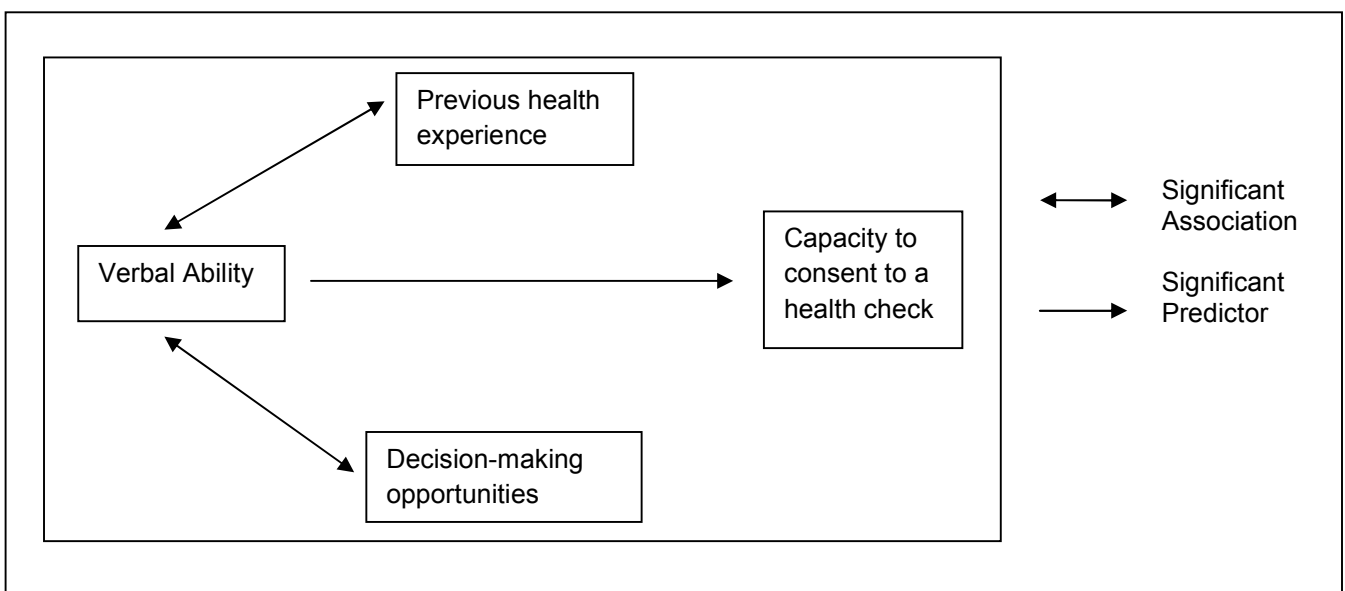 Previous health
experience
Verbal Ability
Capacity to
consent to a
health check
Decision-making
opportunities
Significant
Association
Significant
Predictor